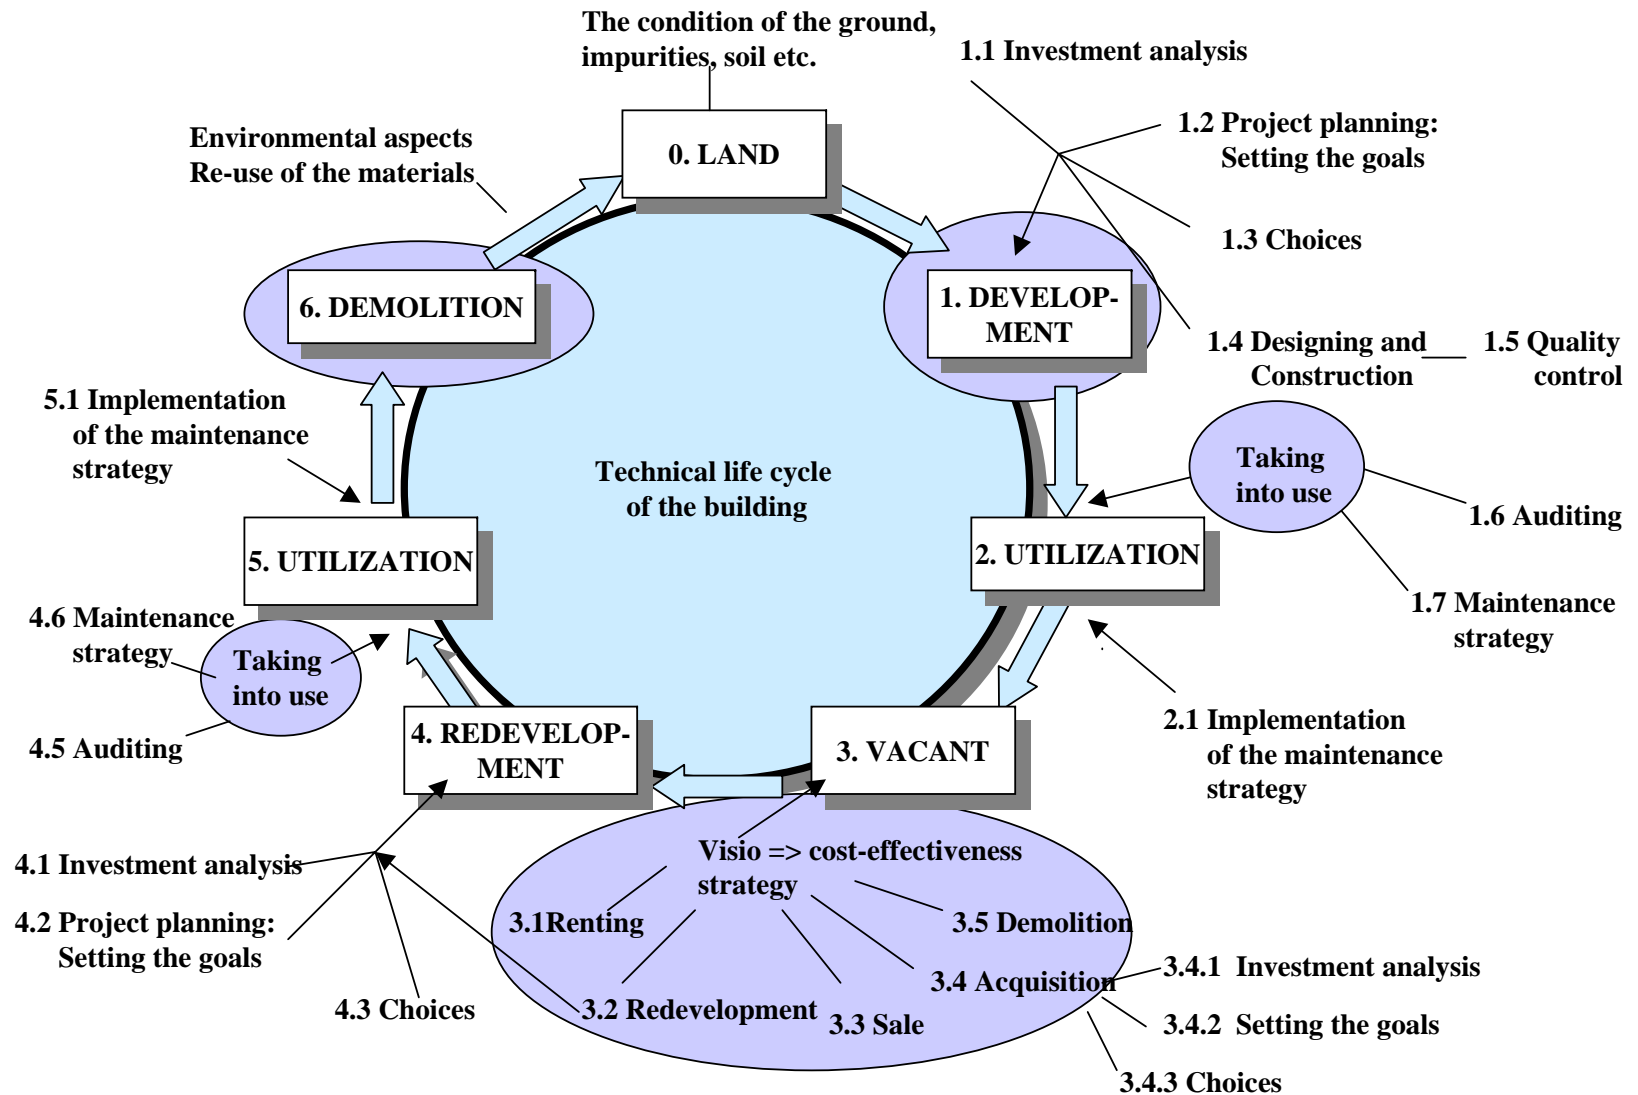 The condition of the ground,
impurities, soil etc.
1.1 Investment analysis
1.2 Project planning:
Setting the goals
Environmental aspects
Re-use of the materials
0. LAND
1.3 Choices
6. DEMOLITION
1. DEVELOP-
MENT
1.4 Designing and
Construction
1.5 Quality
control
5.1 Implementation
of the maintenance
strategy
Technical life cycle
of the building
Taking
into use
1.6 Auditing
5. UTILIZATION
2. UTILIZATION
1.7 Maintenance
strategy
4.6 Maintenance
strategy
Taking
into use
4.5 Auditing
2.1 Implementation
of the maintenance
strategy
4. REDEVELOP-
MENT
3. VACANT
4.1 Investment analysis
4.2 Project planning:
Setting the goals
4.3 Choices
Visio => cost-effectiveness
strategy
3.1Renting
3.5 Demolition
3.4 Acquisition
3.2 Redevelopment
3.3 Sale
3.4.1 Investment analysis
3.4.2 Setting the goals
3.4.3 Choices